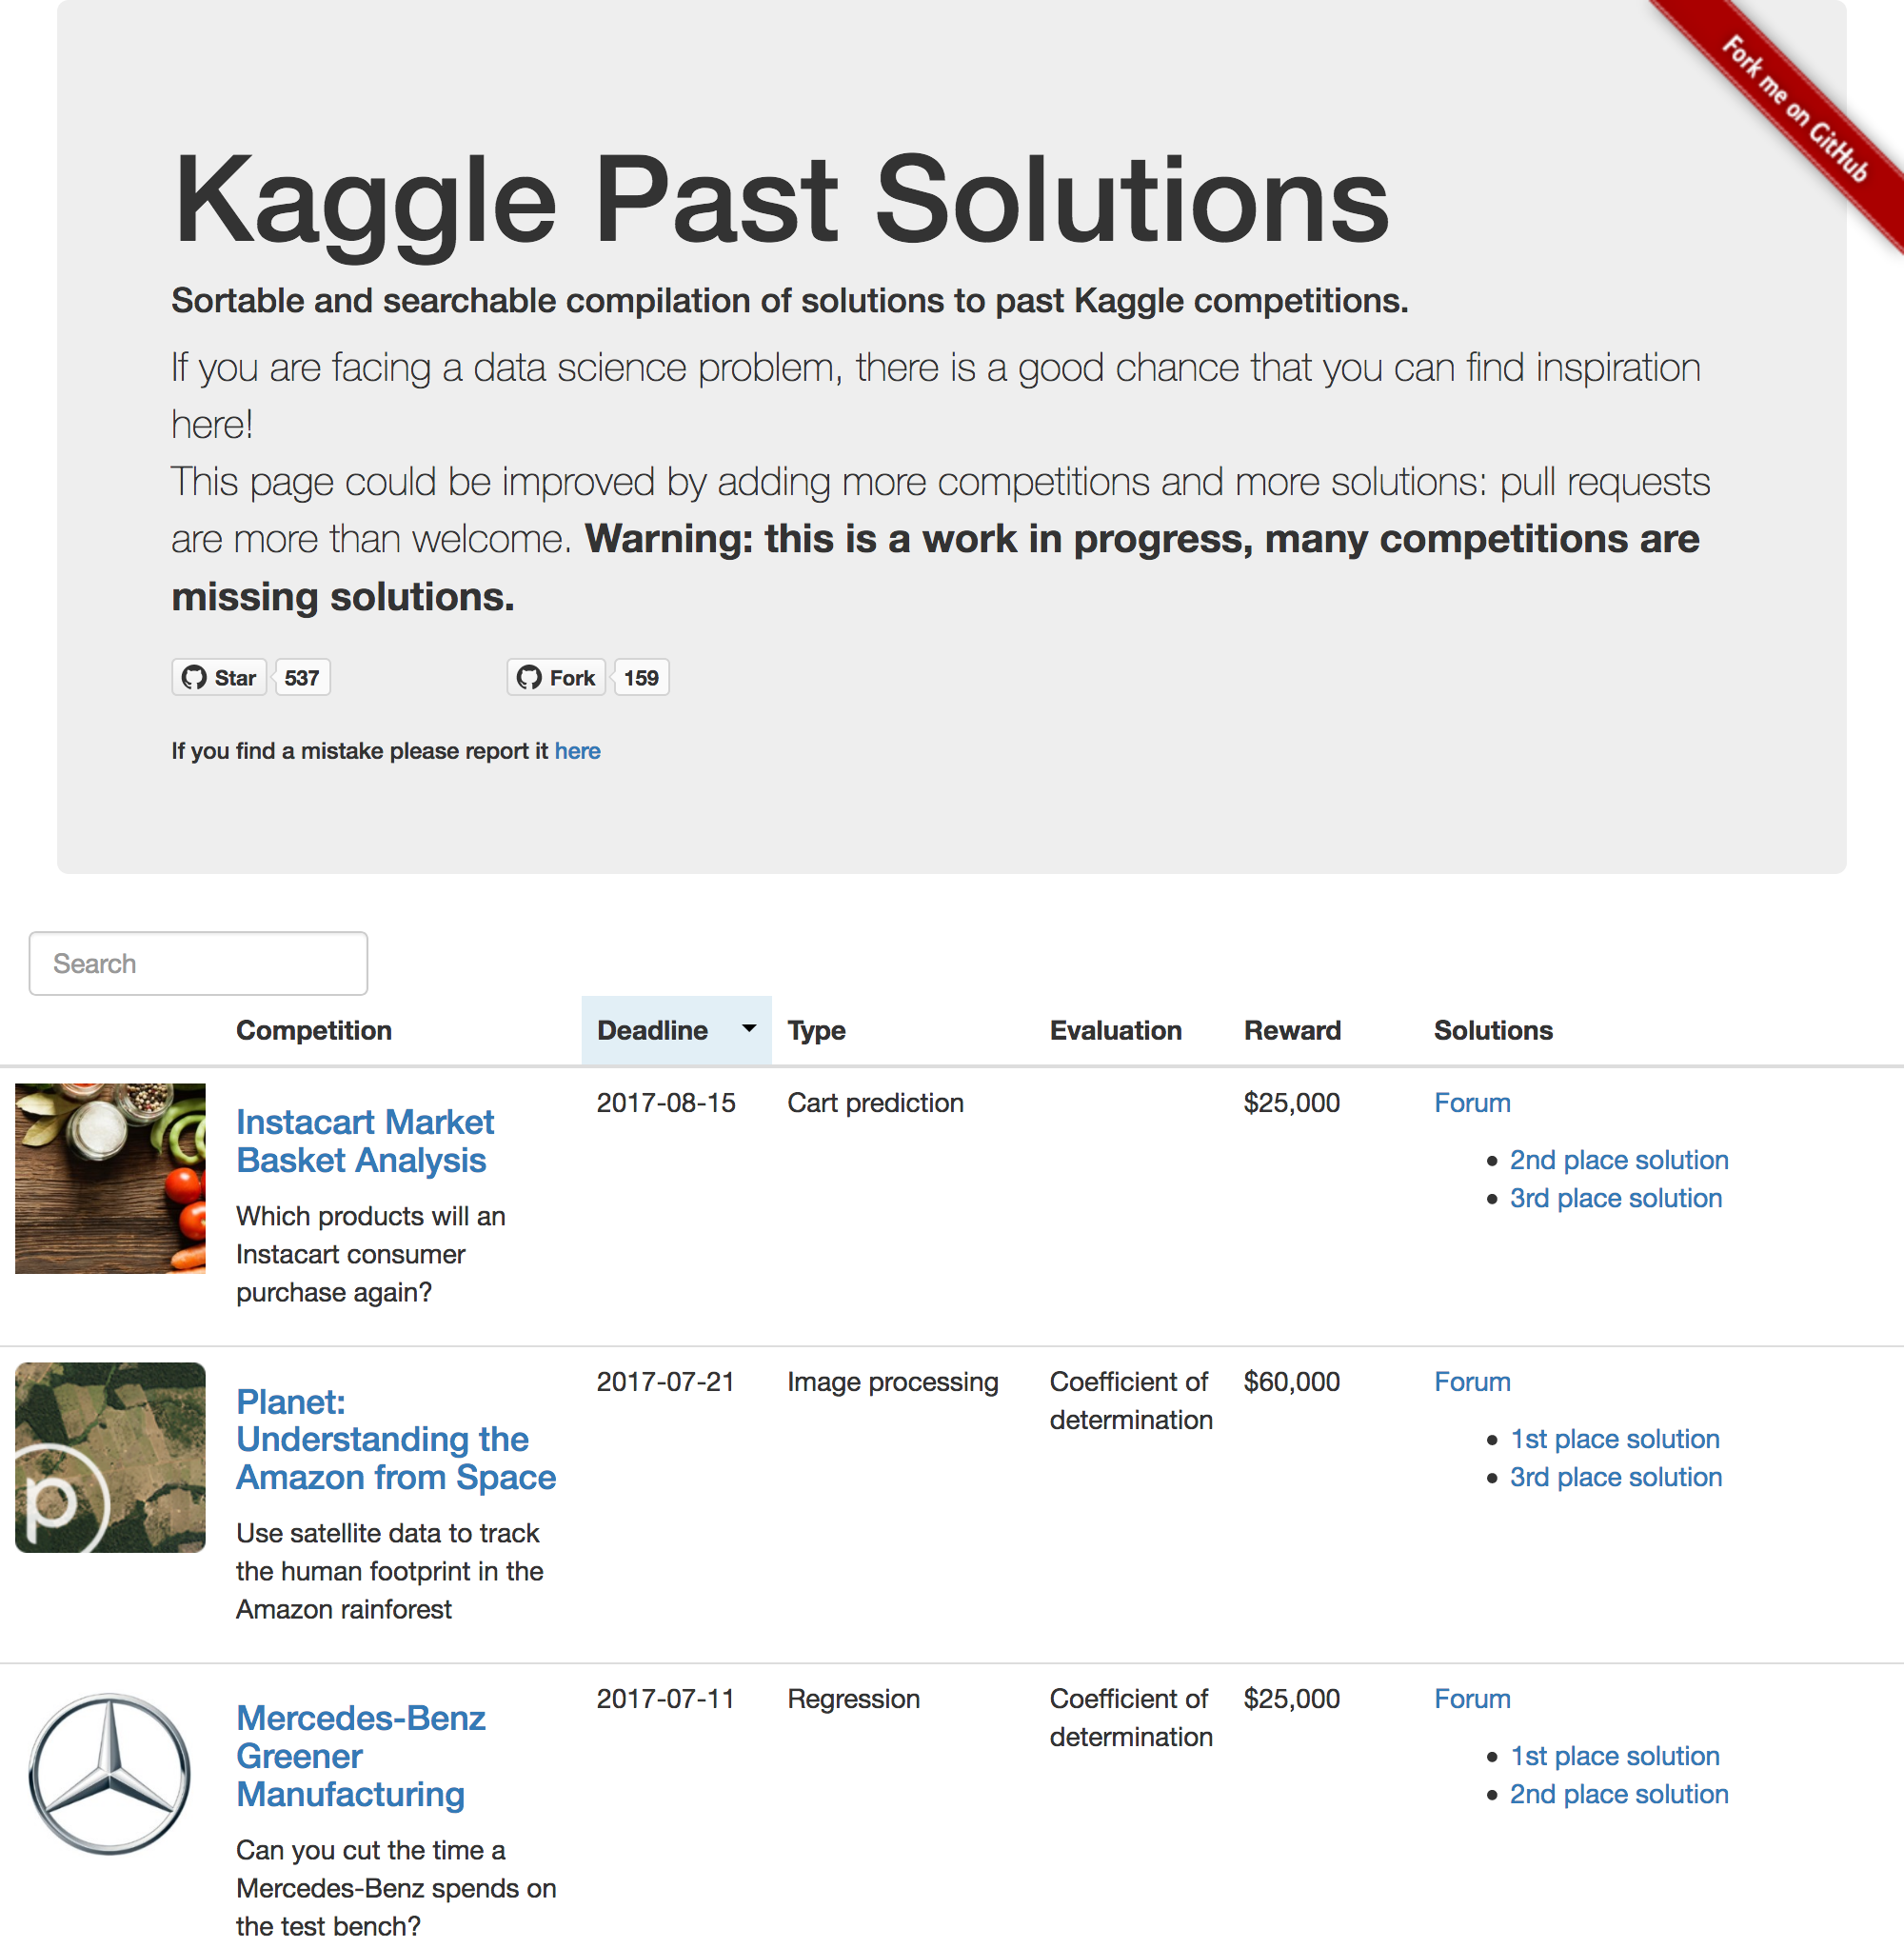 Fork me on GitHub
Kaggle Past Solutions
Sortable and searchable compilation of solutions to past Kaggle competitions.
If you are facing a data science problem, there is a good chance that you can find inspiration
here!
This page could be improved by adding more competitions and more solutions: pull requests
are more than welcome. Warning: this is a work in progress, many competitions are
missing solutions.
Star 537 Fork 159
If you find a mistake please report it here
Search
Competition Deadline Type Evaluation Reward Solutions
Instacart Market
Basket Analysis
Which products will an
Instacart consumer
purchase again?
2017-08-15
Cart prediction
$25,000
Forum
• 2nd place solution
• 3rd place solution
Planet:
Understanding the
Amazon from Space
Use satellite data to track
the human footprint in the
Amazon rainforest
2017-07-21
Image processing
Coefficient of
determination
$60,000
Forum
• 1st place solution
• 3rd place solution
p
Mercedes-Benz
Greener
Manufacturing
Can you cut the time a
Mercedes-Benz spends on
the test bench?
2017-07-11
Regression
Coefficient of
determination
$25,000
Forum
• 1st place solution
• 2nd place solution